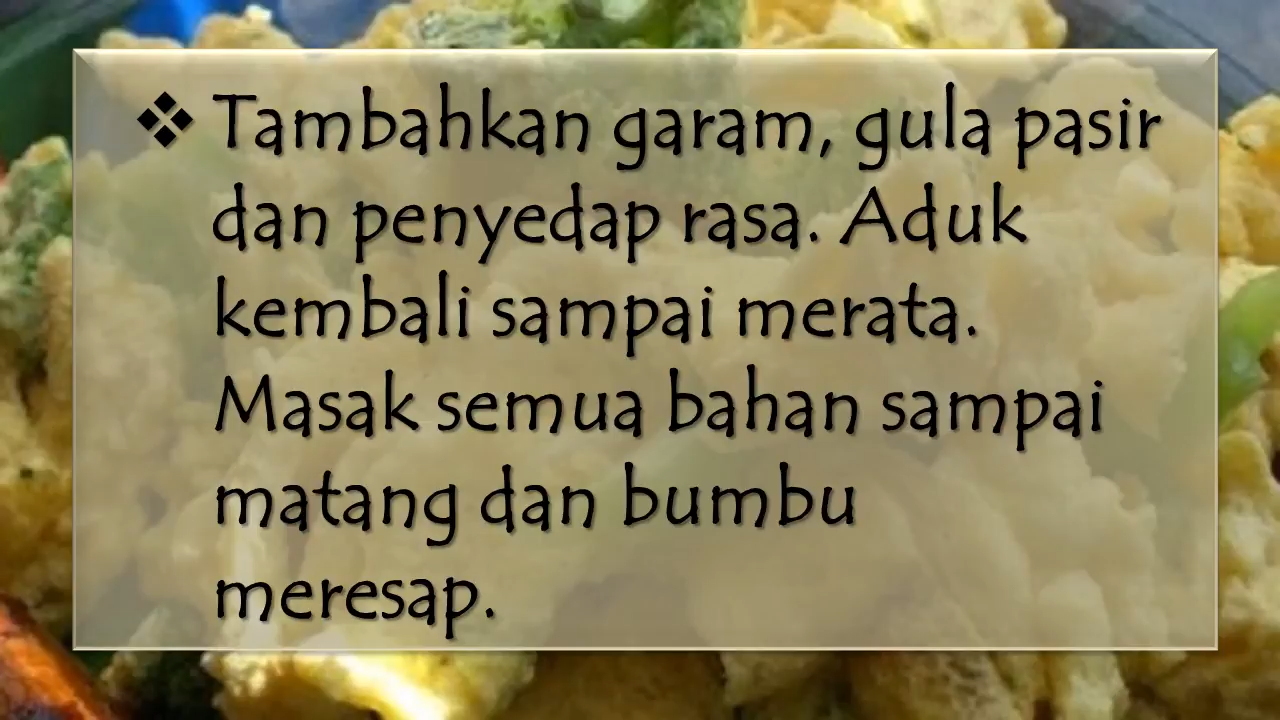 ❖ Tambahkan garam, gula pasir
dan penyedap rasa. Aduk
kembali sampai merata.
Masak semua bahan sampai
matang dan bumbu
meresap.